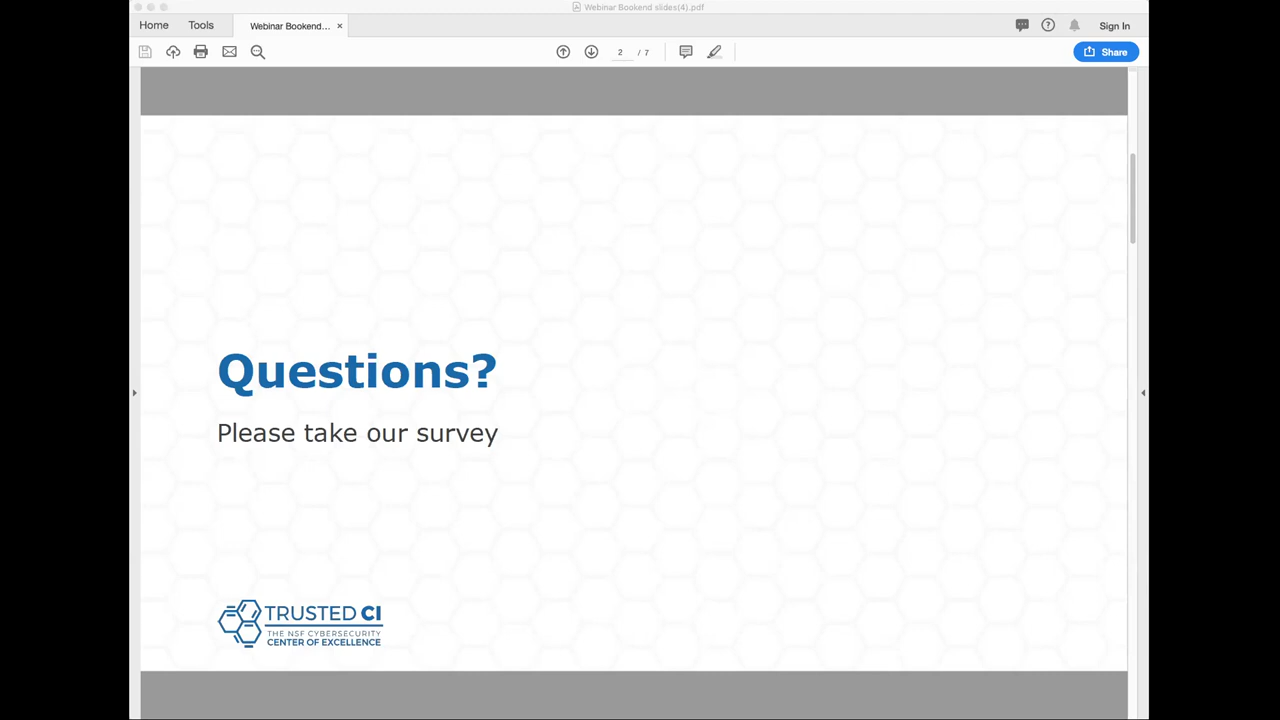 Webinar Bookend slides(4).pdf
Home Tools Webinar Bookend... × Sign In
2 / 7 Share
Questions?
Please take our survey
TRUSTED CI
THE NSF CYBERSECURITY
CENTER OF EXCELLENCE